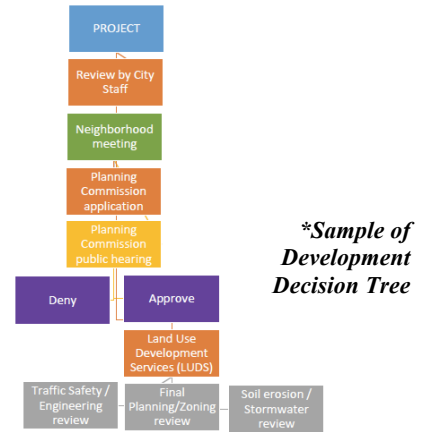 PROJECT
Review by City
Staff
Neighborhood
meeting
Planning
Commission
application
Planning
Commission
public hearing
*Sample of
Development
Decision Tree
Deny
Approve
Land Use
Development
Services (LUDS)
Traffic Safety /
Engineering
review
Final
Planning/Zoning
review
Soil erosion /
Stormwater
review